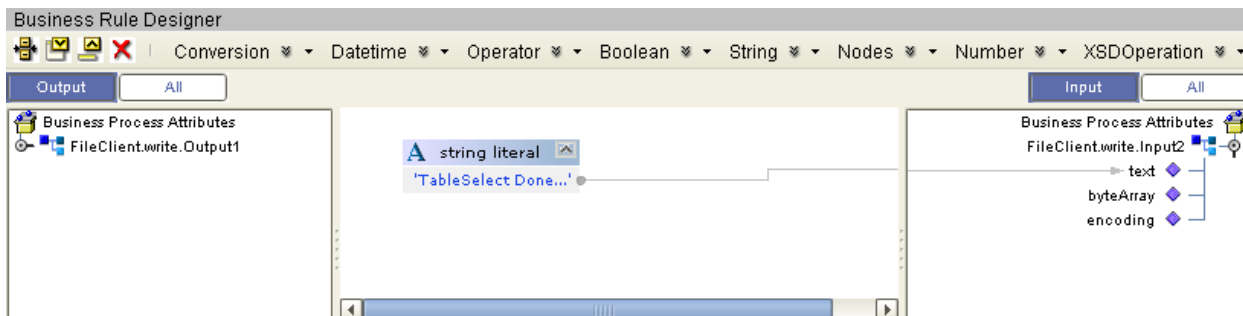 Business Rule Designer
Conversion Datetime Operator Boolean String Nodes Number XSDOperation
Output All Input All
Business Process Attributes
FileClient.write.Output1
A string literal
'TableSelect Done...'
Business Process Attributes
FileClient.write.Input2
text
byteArray
encoding